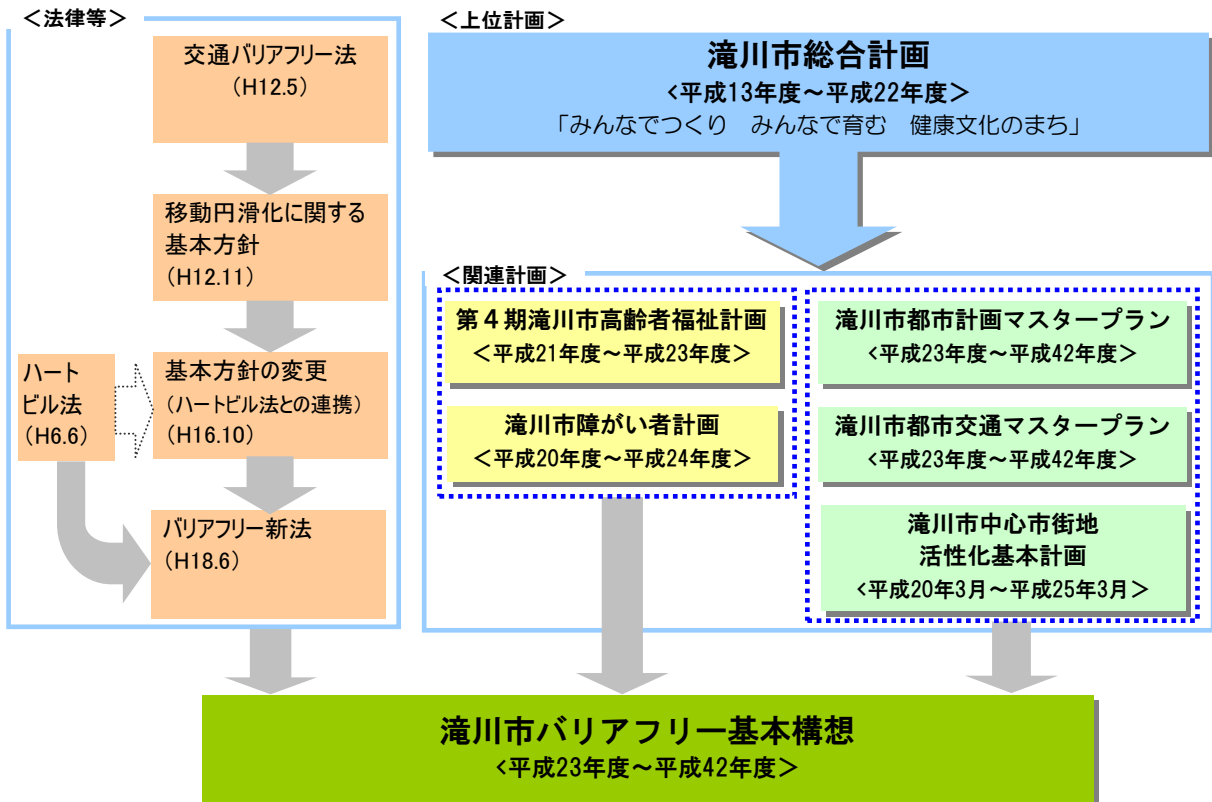 ＜法律等＞
交通バリアフリー法
（H12.5）
移動円滑化に関する
基本方針
（H12.11）
ハート
ビル法
（H6.6）
基本方針の変更
（ハートビル法との連携）
（H16.10）
バリアフリー新法
（H18.6）
＜上位計画＞
滝川市総合計画
＜平成13年度～平成22年度＞
「みんなでつくり　みんなで育む　健康文化のまち」
＜関連計画＞
第４期滝川市高齢者福祉計画
＜平成21年度～平成23年度＞
滝川市障がい者計画
＜平成20年度～平成24年度＞
滝川市都市計画マスタープラン
＜平成23年度～平成42年度＞
滝川市都市交通マスタープラン
＜平成23年度～平成42年度＞
滝川市中心市街地
活性化基本計画
＜平成20年3月～平成25年3月＞
滝川市バリアフリー基本構想
＜平成23年度～平成42年度＞